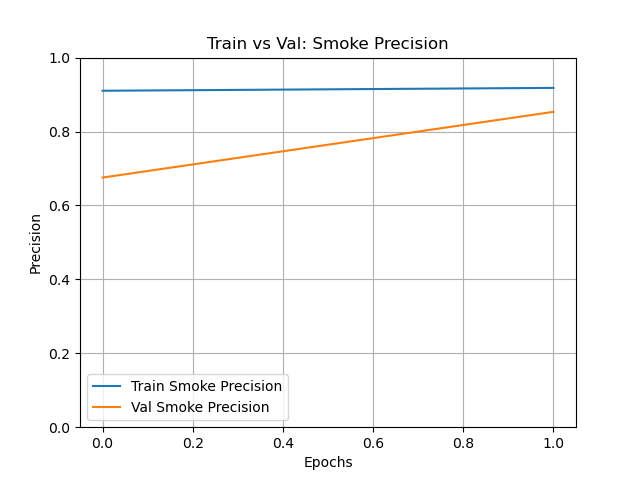 Train vs Val: Smoke Precision
1.0
0.8
0.6
0.4
0.2
0.0
Precision
Train Smoke Precision
Val Smoke Precision
0.0 0.2 0.4 0.6 0.8 1.0
Epochs